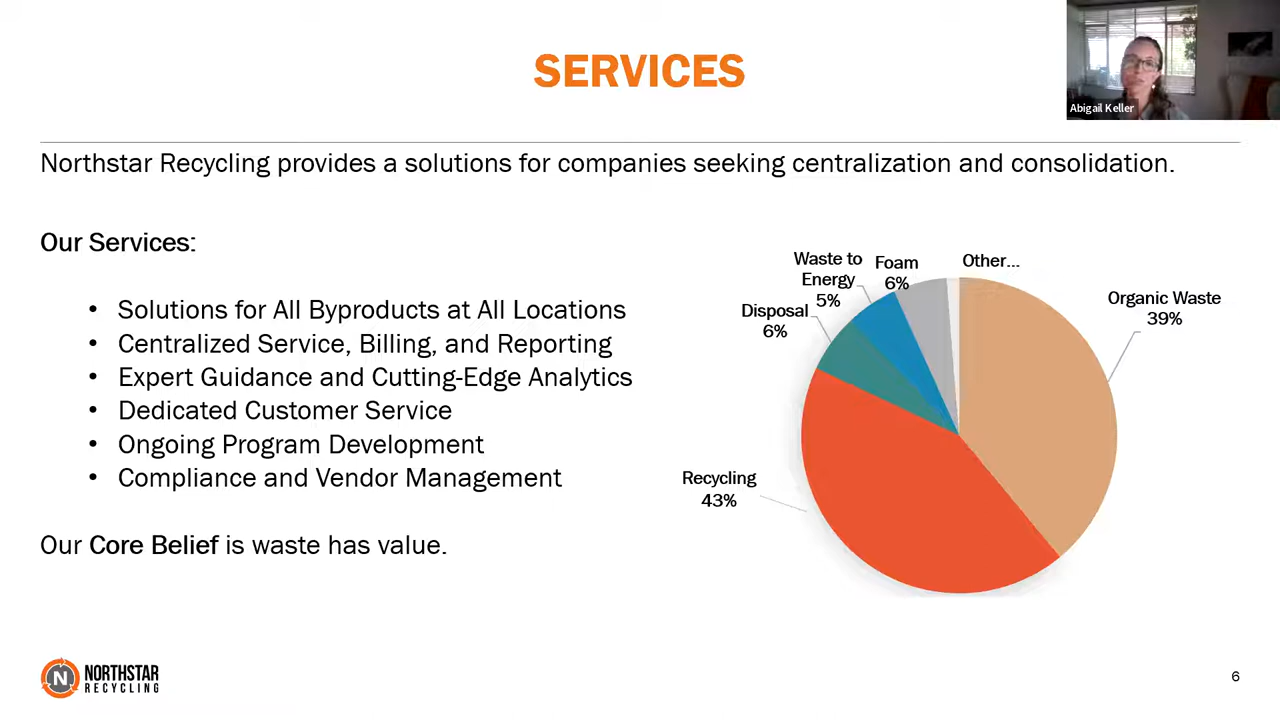 SERVICES
Abigail Keller
Northstar Recycling provides a solutions for companies seeking centralization and consolidation.
Our Services:
• Solutions for All Byproducts at All Locations
• Centralized Service, Billing, and Reporting
• Expert Guidance and Cutting-Edge Analytics
• Dedicated Customer Service
• Ongoing Program Development
• Compliance and Vendor Management
Our Core Belief is waste has value.
Waste to
Energy
5%
Foam
6%
Other...
Organic Waste
39%
Disposal
6%
Recycling
43%
N
NORTHSTAR
RECYCLING
6